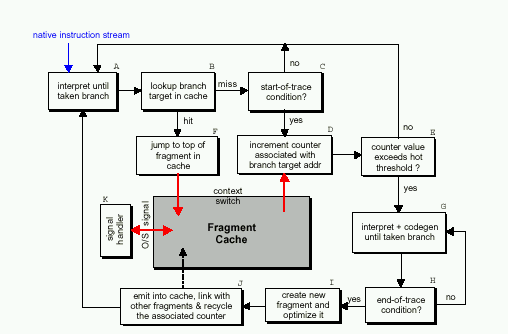 native instruction stream
no
A
B
C
interpret until
taken branch
lookup branch
target in cache
miss
start-of-trace
condition?
hit
yes
no
F
D
E
jump to top of
fragment in
cache
increment counter
associated with
branch target addr
counter value
exceeds hot
threshold ?
yes
context
switch
K
signal
handler
O/S signal
Fragment
Cache
G
interpret + codegen
until taken branch
J
I
H
emit into cache, link with
other fragments & recycle
the associated counter
create new
fragment and
optimize it
yes
end-of-trace
condition?
no